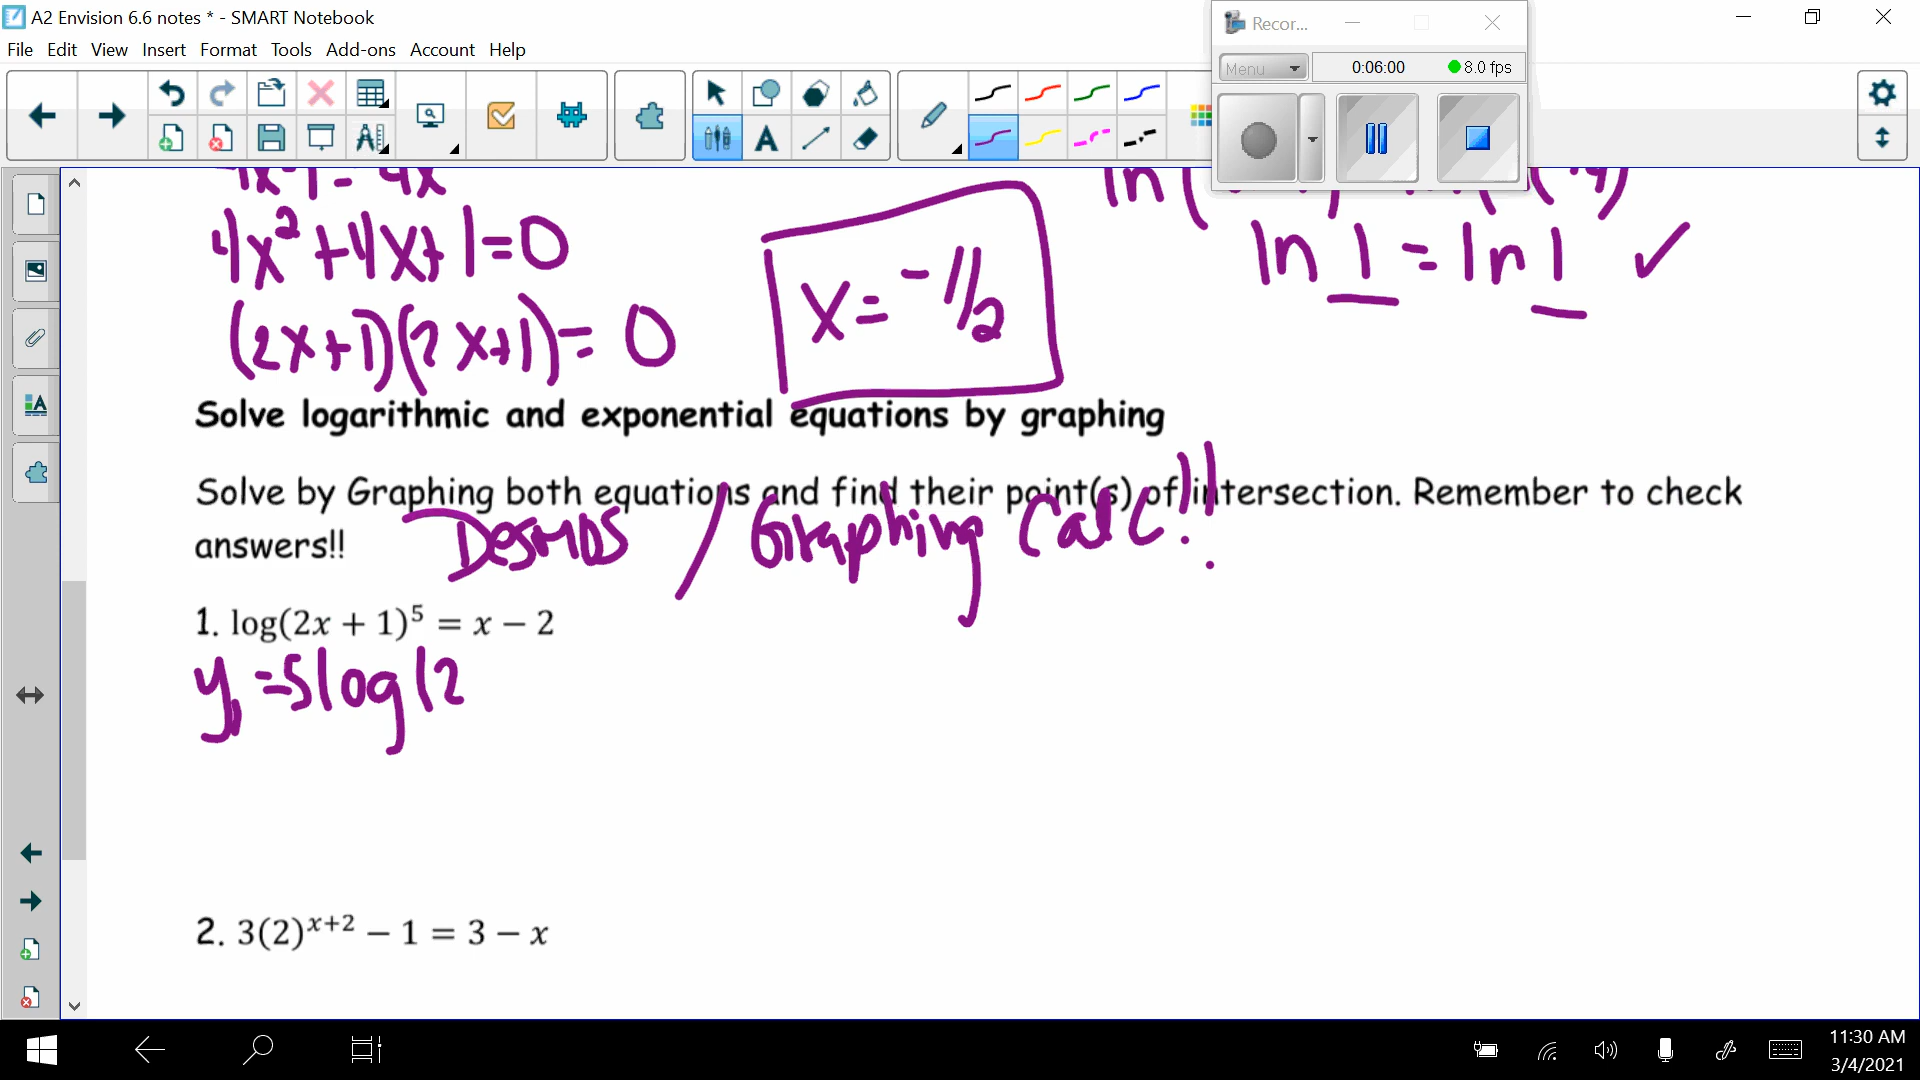 A2 Envision 6.6 notes * - SMART Notebook
File Edit View Insert Format Tools Add-ons Account Help
Recor...
Menu 0:06:00 8.0 fps
4x²+4x+1=0
(2x+1)(2x+1)=0
x=-1/2
ln 1 = ln 1 ✓
Solve logarithmic and exponential equations by graphing
Solve by Graphing both equations and find their point(s) of intersection. Remember to check
answers!!
Desmos / Graphing Calc!!
1. log(2x + 1)⁵ = x − 2
y₁=5log(2
2. 3(2)ˣ⁺² − 1 = 3 − x
11:30 AM
3/4/2021